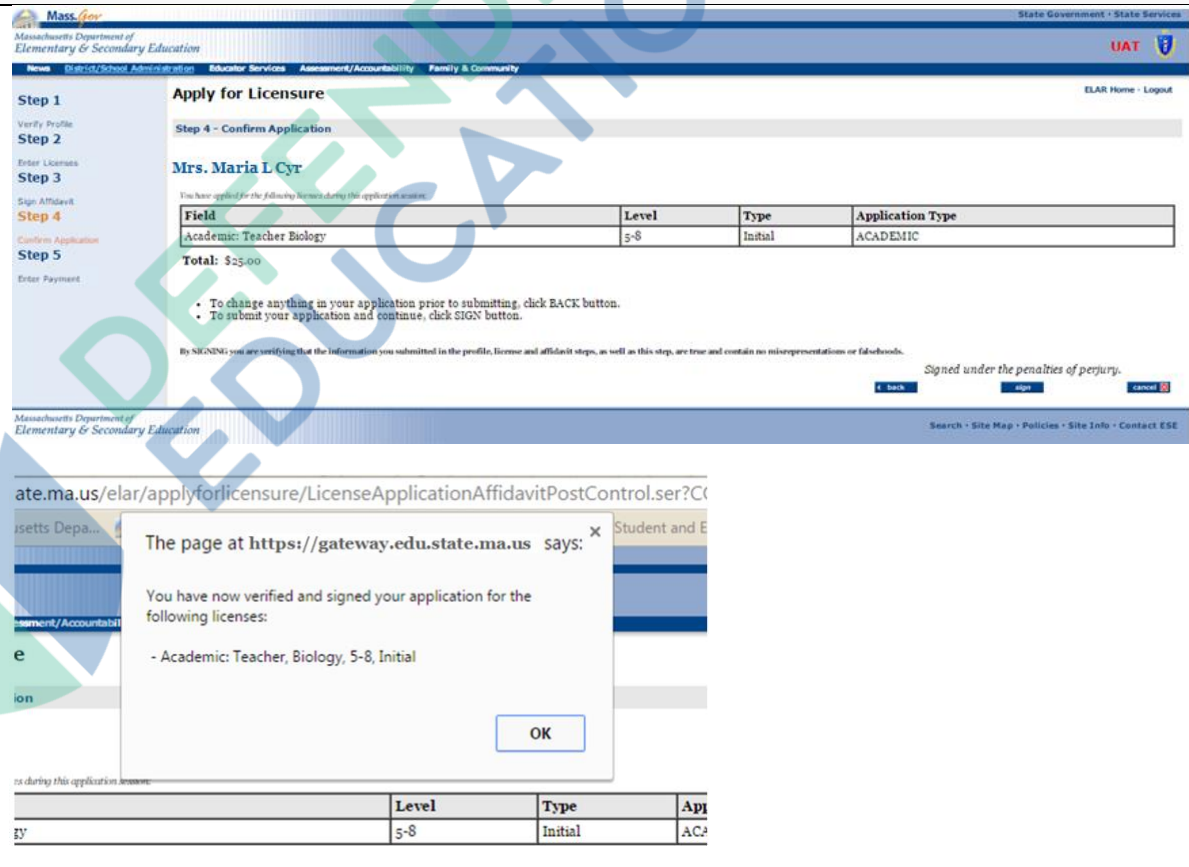 Mass.Gov
State Government · State Services
Massachusetts Department of
Elementary & Secondary Education
UAT
News District/School Administration Educator Services Assessment/Accountability Family & Community
Step 1
Verify Profile
Step 2
Enter Licenses
Step 3
Sign Affidavit
Step 4
Confirm Application
Step 5
Enter Payment
Apply for Licensure
ELAR Home - Logout
Step 4 - Confirm Application
Mrs. Maria L Cyr
You have applied for the following licenses during this application session:
Field Level Type Application Type
Academic: Teacher Biology 5-8 Initial ACADEMIC
Total: $25.00
• To change anything in your application prior to submitting, click BACK button.
• To submit your application and continue, click SIGN button.
By SIGNING you are verifying that the information you submitted in the profile, license and affidavit steps, as well as this step, are true and contain no misrepresentations or falsehoods.
Signed under the penalties of perjury.
back sign cancel
Massachusetts Department of
Elementary & Secondary Education
Search · Site Map · Policies · Site Info · Contact ESE
DEFEND
EDUCATIO
ate.ma.us/elar/applyforlicensure/LicenseApplicationAffidavitPostControl.ser?CO
usetts Depa... Student and E
The page at https://gateway.edu.state.ma.us says: ×
You have now verified and signed your application for the
following licenses:
- Academic: Teacher, Biology, 5-8, Initial
OK
essment/Accountabil
e
ion
es during this application session:
Level Type App
gy 5-8 Initial ACA